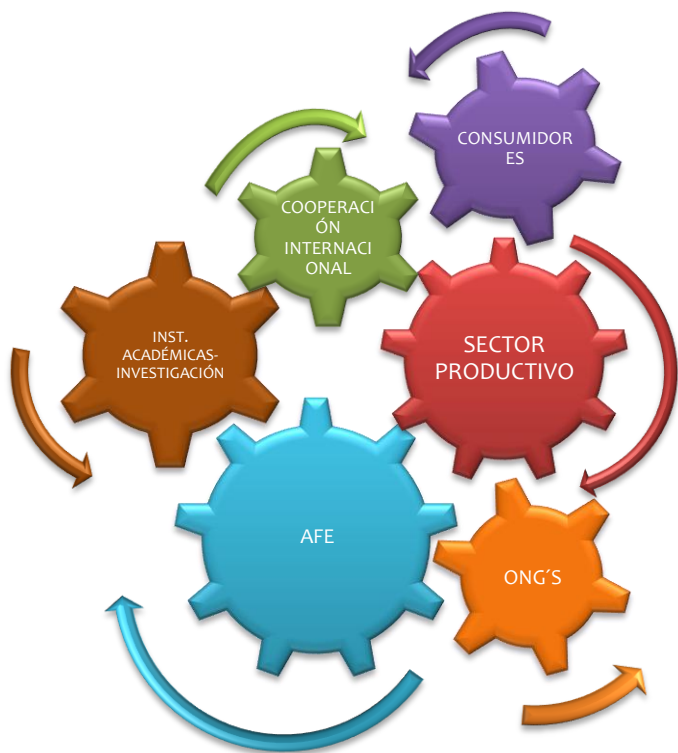 CONSUMIDOR
ES
COOPERACI
ÓN
INTERNACI
ONAL
SECTOR
PRODUCTIVO
INST.
ACADÉMICAS-
INVESTIGACIÓN
AFE
ONG´S